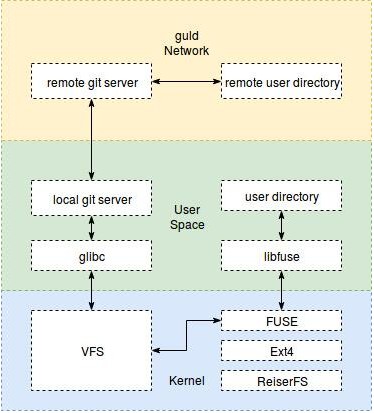 guld
Network
remote git server
remote user directory
local git server
user directory
User
Space
glibc
libfuse
VFS
FUSE
Ext4
Kernel
ReiserFS